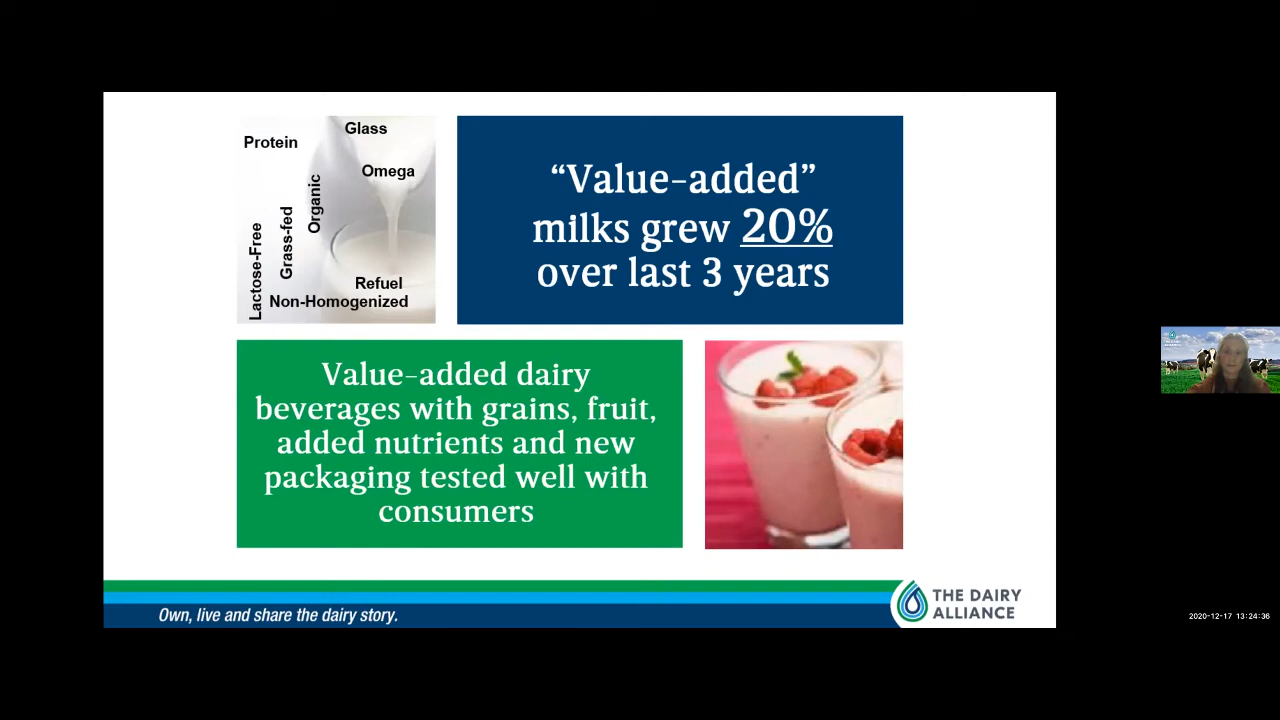 Protein
Glass
Omega
Organic
Grass-fed
Lactose-Free
Refuel
Non-Homogenized
“Value-added”
milks grew 20%
over last 3 years
Value-added dairy
beverages with grains, fruit,
added nutrients and new
packaging tested well with
consumers
Own, live and share the dairy story.
THE DAIRY
ALLIANCE
2020-12-17 13:24:36